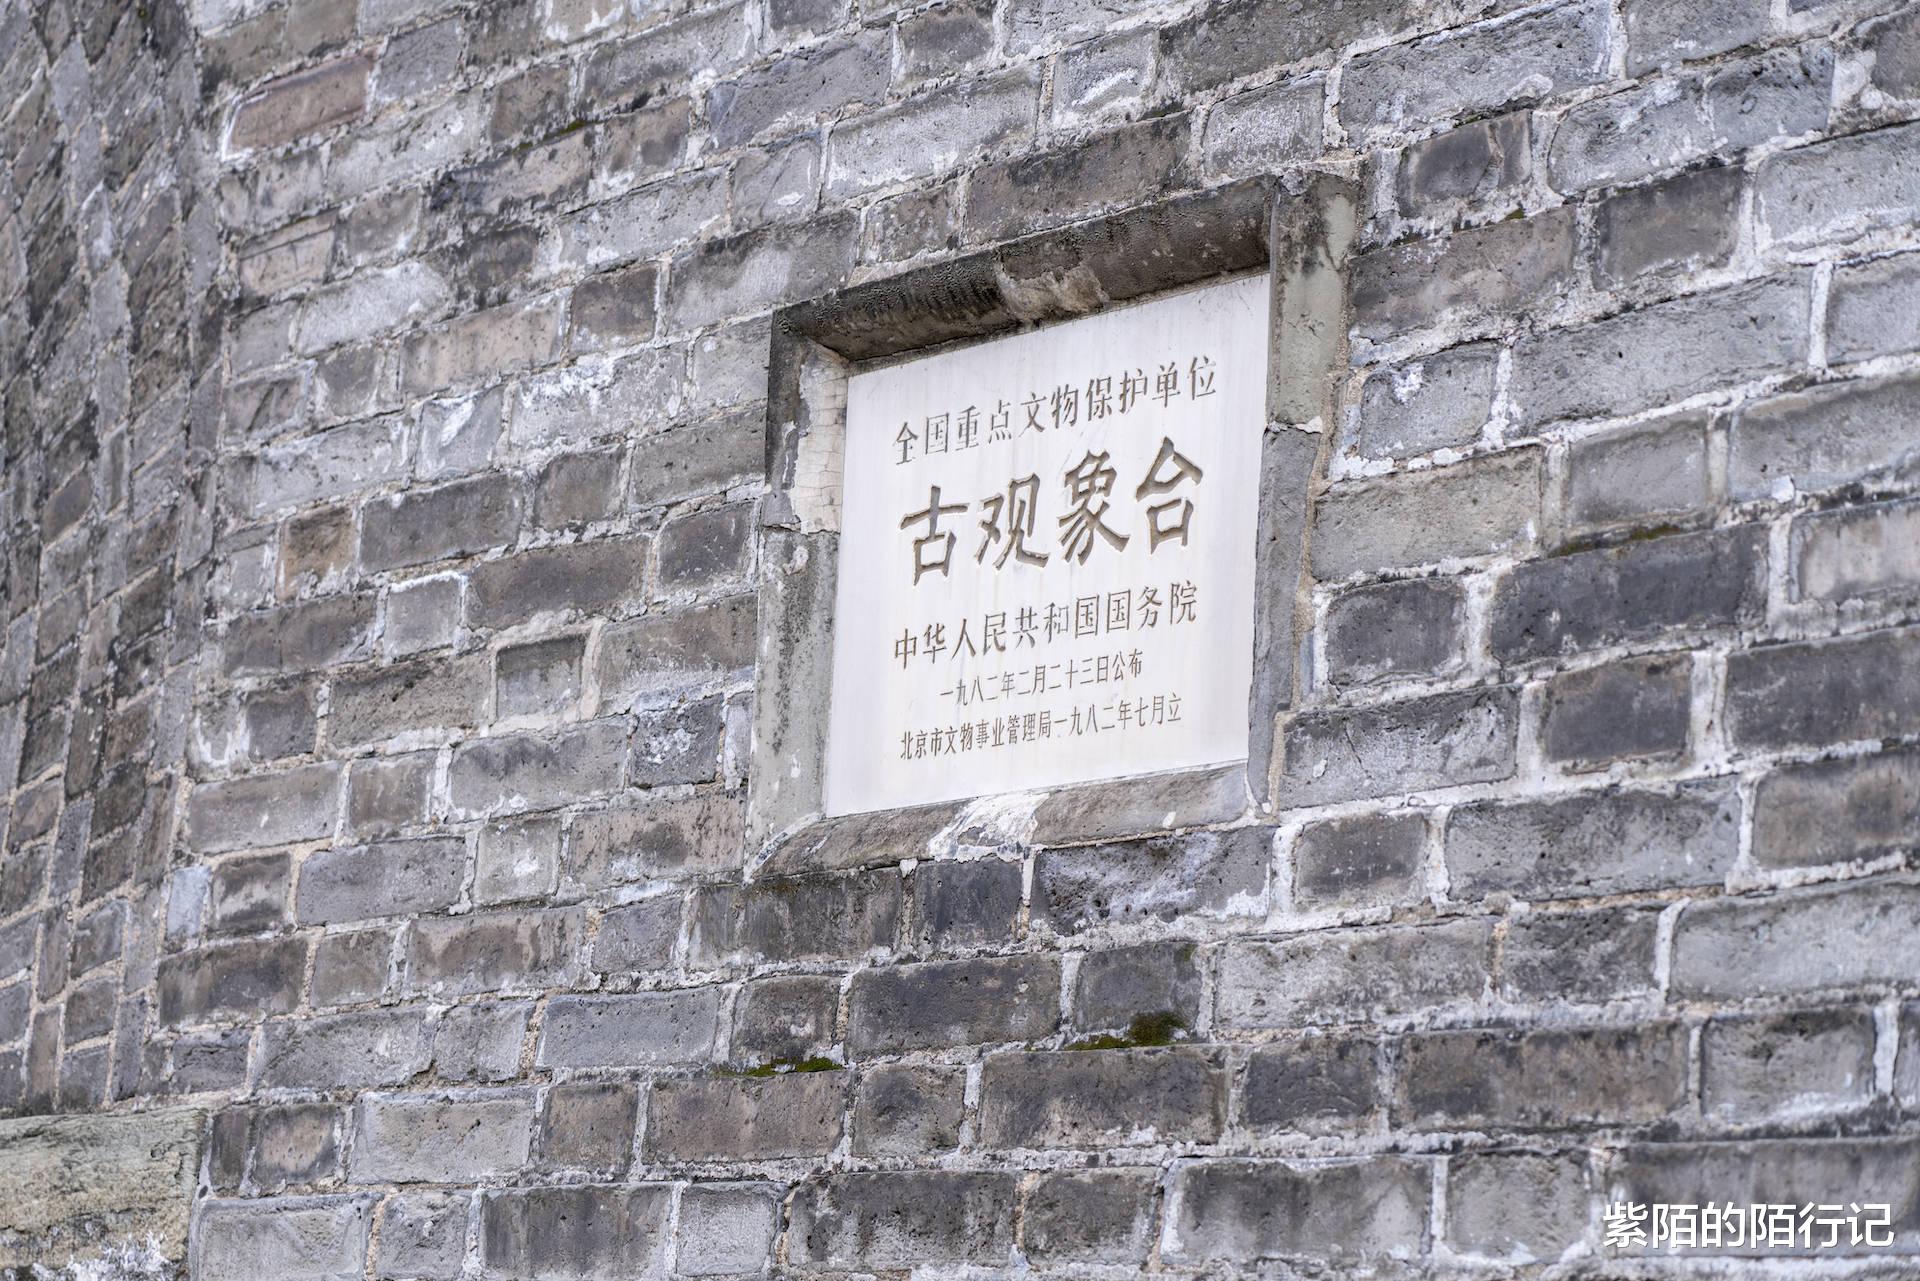 全国重点文物保护单位
古观象台
中华人民共和国国务院
一九八二年二月二十三日公布
北京市文物事业管理局一九八二年七月立
紫陌的陌行记